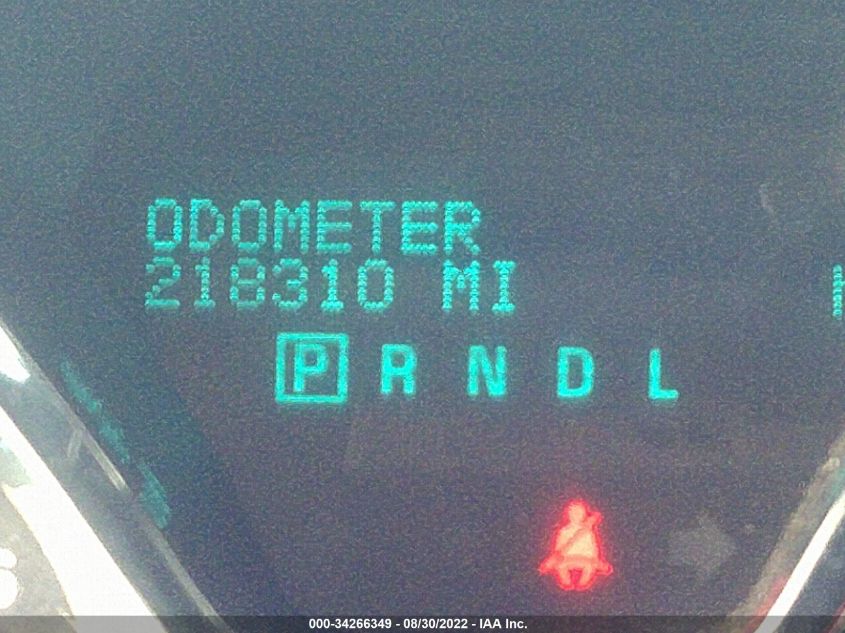 ODOMETER
218310 MI
P R N D L
000-34266349 - 08/30/2022 - IAA Inc.